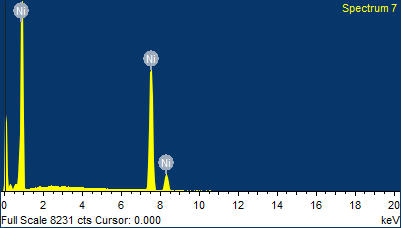 Spectrum 7
Ni
Ni
Ni
0 2 4 6 8 10 12 14 16 18 20
Full Scale 8231 cts Cursor: 0.000 keV